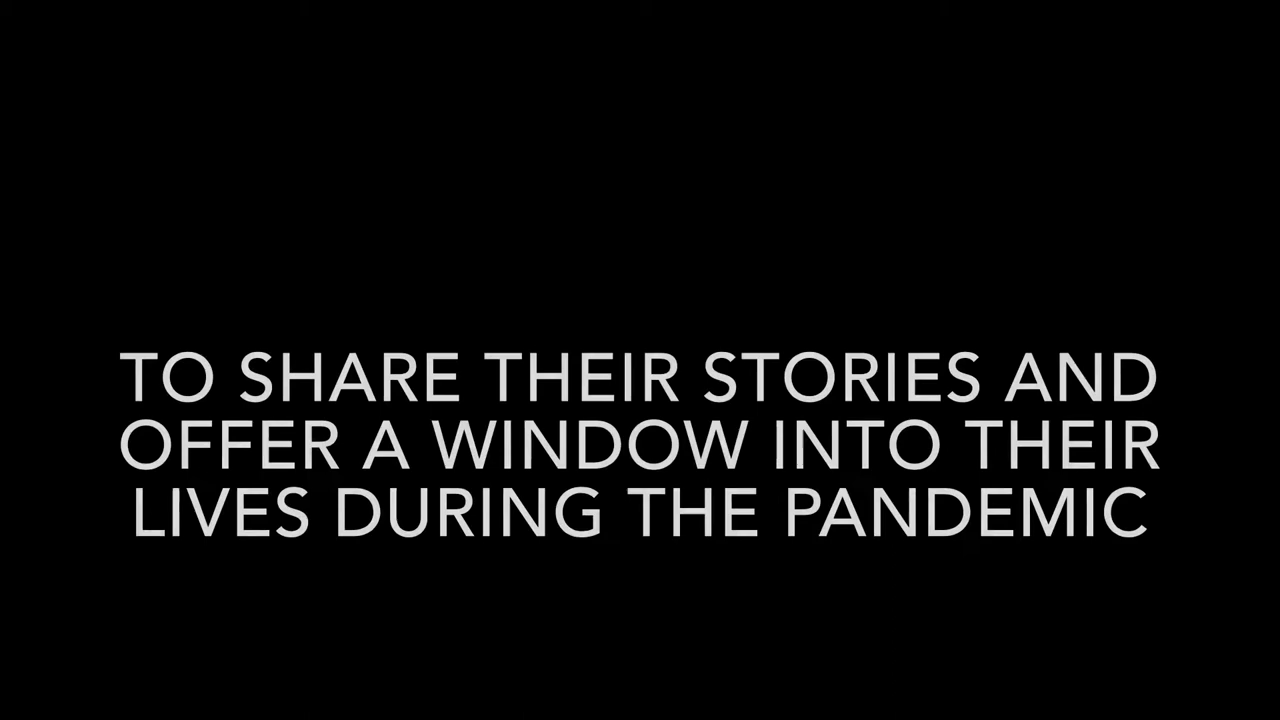 TO SHARE THEIR STORIES AND
OFFER A WINDOW INTO THEIR
LIVES DURING THE PANDEMIC